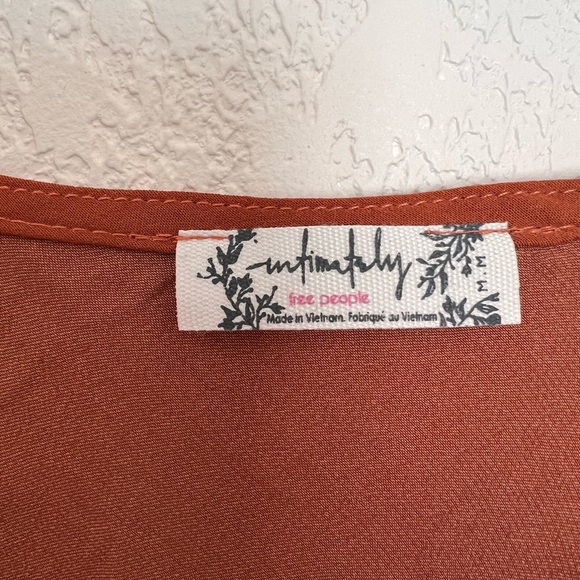 intimately
free people
Made in Vietnam. Fabriqué au Vietnam
M M